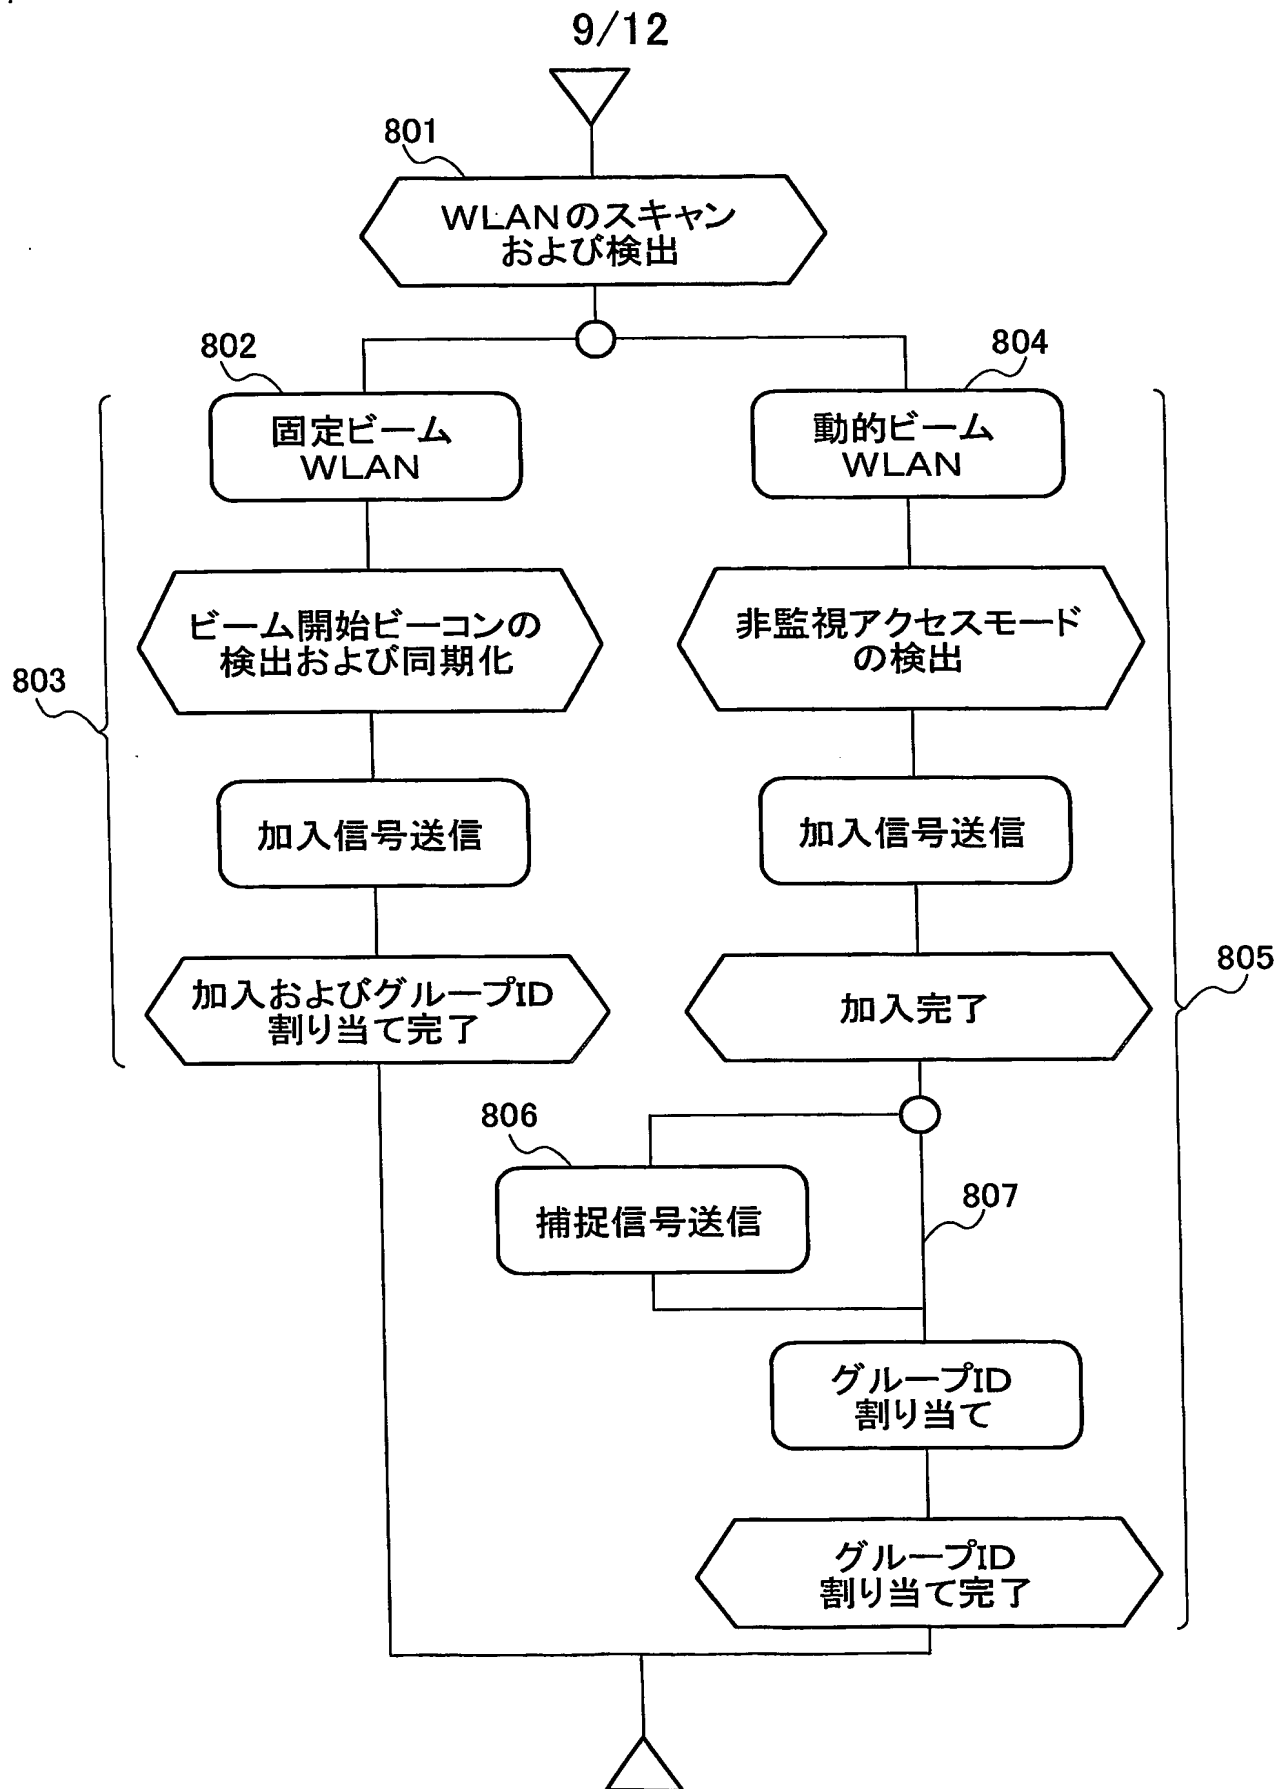 9/12
801
WLANのスキャン
および検出
802
804
固定ビーム
WLAN
動的ビーム
WLAN
ビーム開始ビーコンの
検出および同期化
非監視アクセスモード
の検出
803
加入信号送信
加入信号送信
805
加入およびグループID
割り当て完了
加入完了
806
捕捉信号送信
807
グループID
割り当て
グループID
割り当て完了